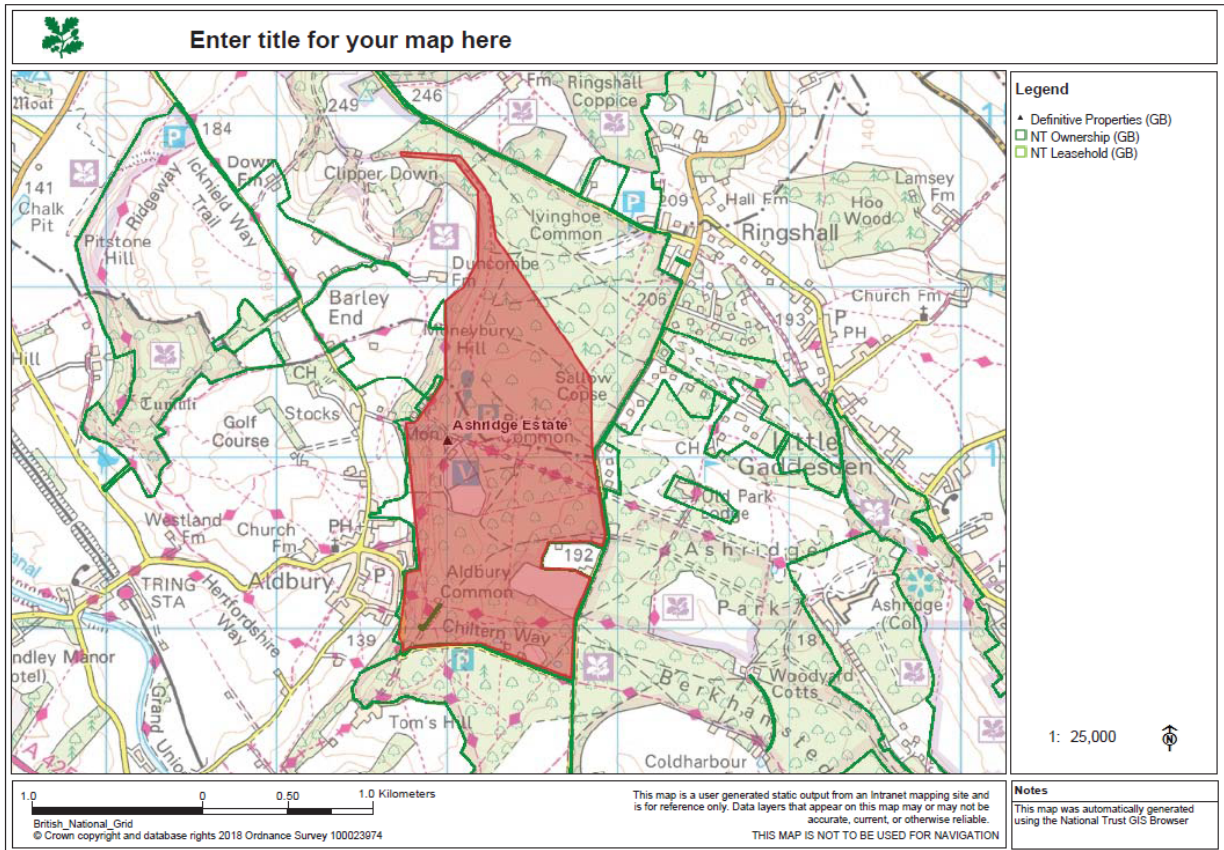 Enter title for your map here
Moat
249
246
Fm
Ringshall
Coppice
184
Down
Fm
Clipper Down
141
Chalk
Pit
Ridgeway
Icknield Way
Trail
Ivinghoe
Common
209
Hall Fm
Hoo
Wood
Lamsey
Fm
Ringshall
Pitstone
Hill
Duncombe
Fm
Barley
End
206
Church Fm
193
P
PH
Moneybury
Hill
Hill
CH
Sallow
Copse
Tumuli
Stocks
Golf
Course
Mon
Ashridge Estate
ommon
CH
Little
Gaddesden
Old Park
Lodge
Westland
Fm
Church
Fm
PH
192
Ashridge
Aldbury
P
Aldbury
Common
TRING
STA
Hertfordshire
Way
Park
Ashridge
(Col)
139
Chiltern Way
181
ndley Manor
otel)
Grand Union
Woodyard
Cotts
Tom's Hill
Berkhamsted
Coldharbour
Legend
Definitive Properties (GB)
NT Ownership (GB)
NT Leasehold (GB)
1: 25,000
N
1.0 0 0.50 1.0 Kilometers
British_National_Grid
© Crown copyright and database rights 2018 Ordnance Survey 100023974
This map is a user generated static output from an Intranet mapping site and
is for reference only. Data layers that appear on this map may or may not be
accurate, current, or otherwise reliable.
THIS MAP IS NOT TO BE USED FOR NAVIGATION
Notes
This map was automatically generated
using the National Trust GIS Browser